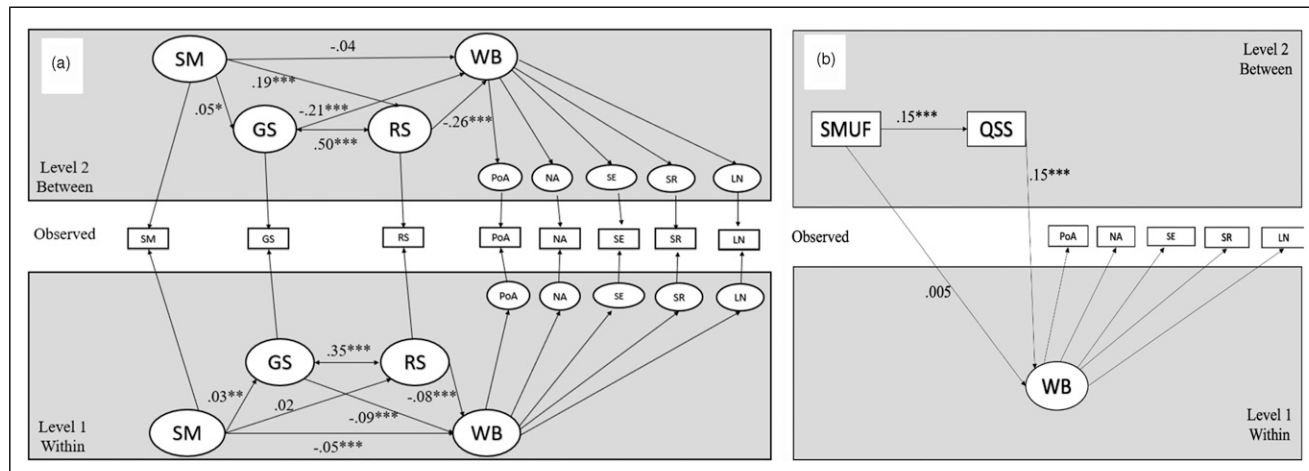 (a)
SM
-.04
WB
.19***
.05*
-.21***
GS
.50***
RS
-.26***
Level 2
Between
PoA
NA
SE
SR
LN
Observed
SM
GS
RS
PoA
NA
SE
SR
LN
PoA
NA
SE
SR
LN
GS
.35***
RS
.03**
.02
-.08***
-.09***
Level 1
Within
SM
-.05***
WB
(b)
Level 2
Between
SMUF
.15***
QSS
.15***
Observed
PoA
NA
SE
SR
LN
.005
WB
Level 1
Within